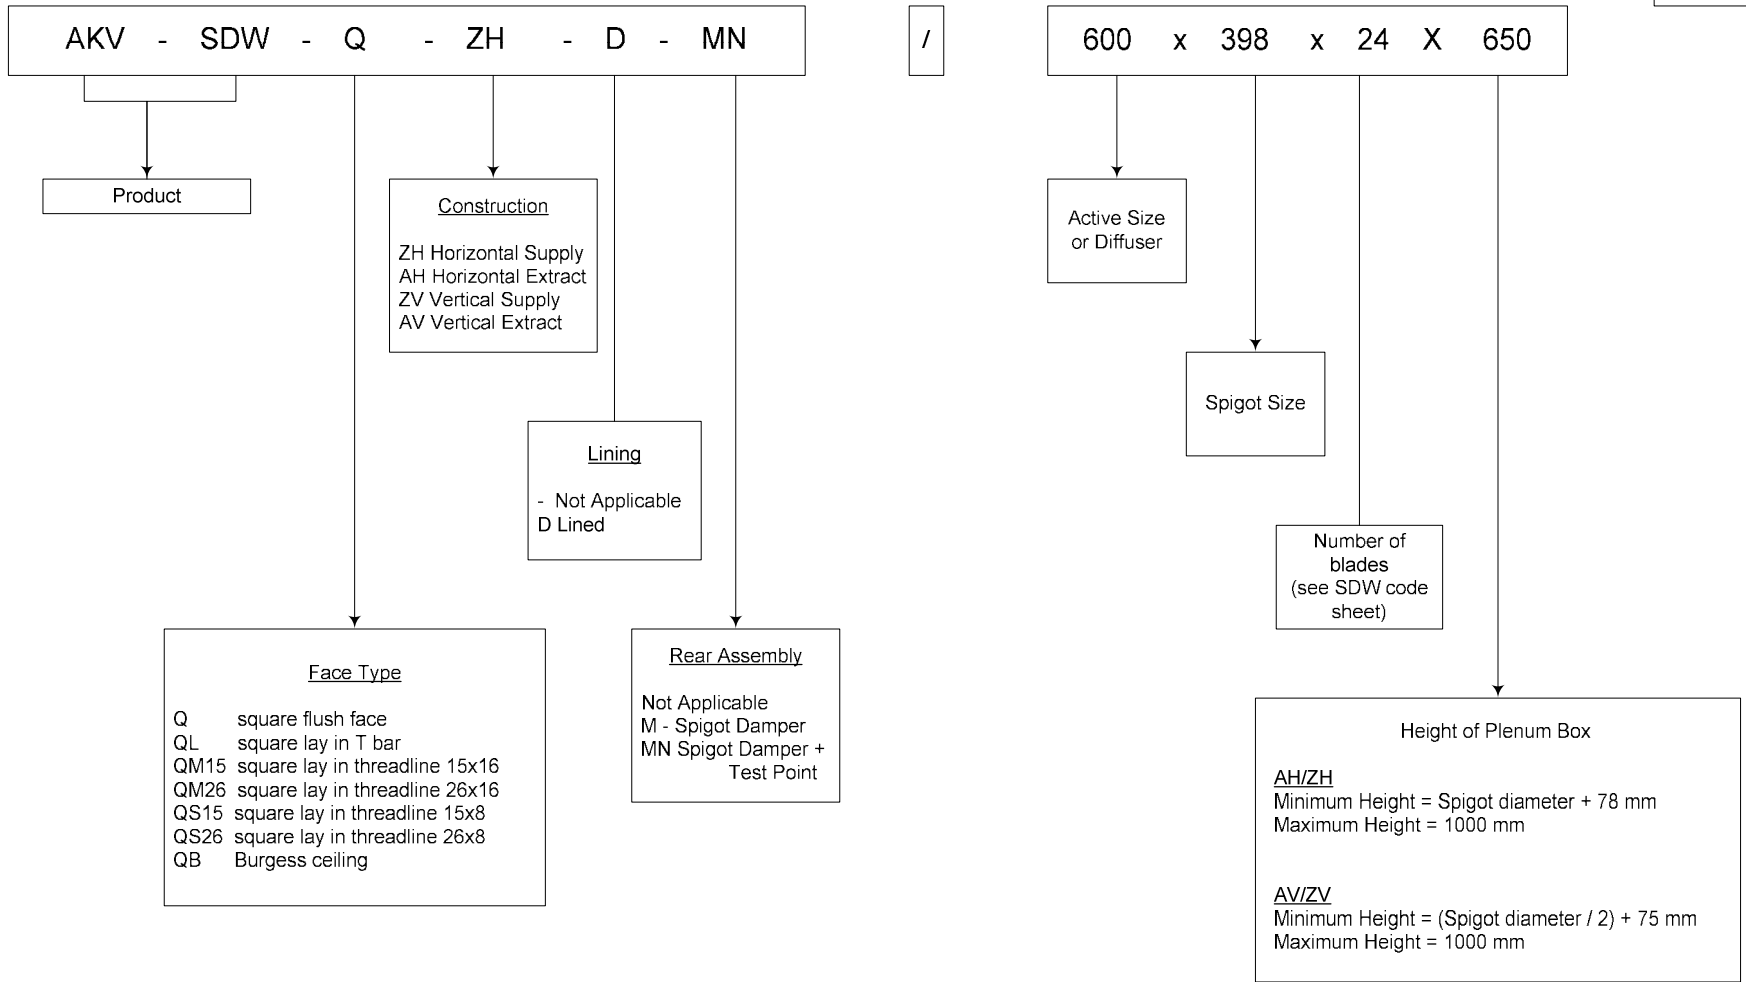 AKV - SDW - Q - ZH - D - MN / 600 x 398 x 24 X 650
Product
Construction
ZH Horizontal Supply
AH Horizontal Extract
ZV Vertical Supply
AV Vertical Extract
Active Size
or Diffuser
Spigot Size
Lining
- Not Applicable
D Lined
Number of
blades
(see SDW code
sheet)
Face Type
Q square flush face
QL square lay in T bar
QM15 square lay in threadline 15x16
QM26 square lay in threadline 26x16
QS15 square lay in threadline 15x8
QS26 square lay in threadline 26x8
QB Burgess ceiling
Rear Assembly
Not Applicable
M - Spigot Damper
MN Spigot Damper +
Test Point
Height of Plenum Box
AH/ZH
Minimum Height = Spigot diameter + 78 mm
Maximum Height = 1000 mm
AV/ZV
Minimum Height = (Spigot diameter / 2) + 75 mm
Maximum Height = 1000 mm